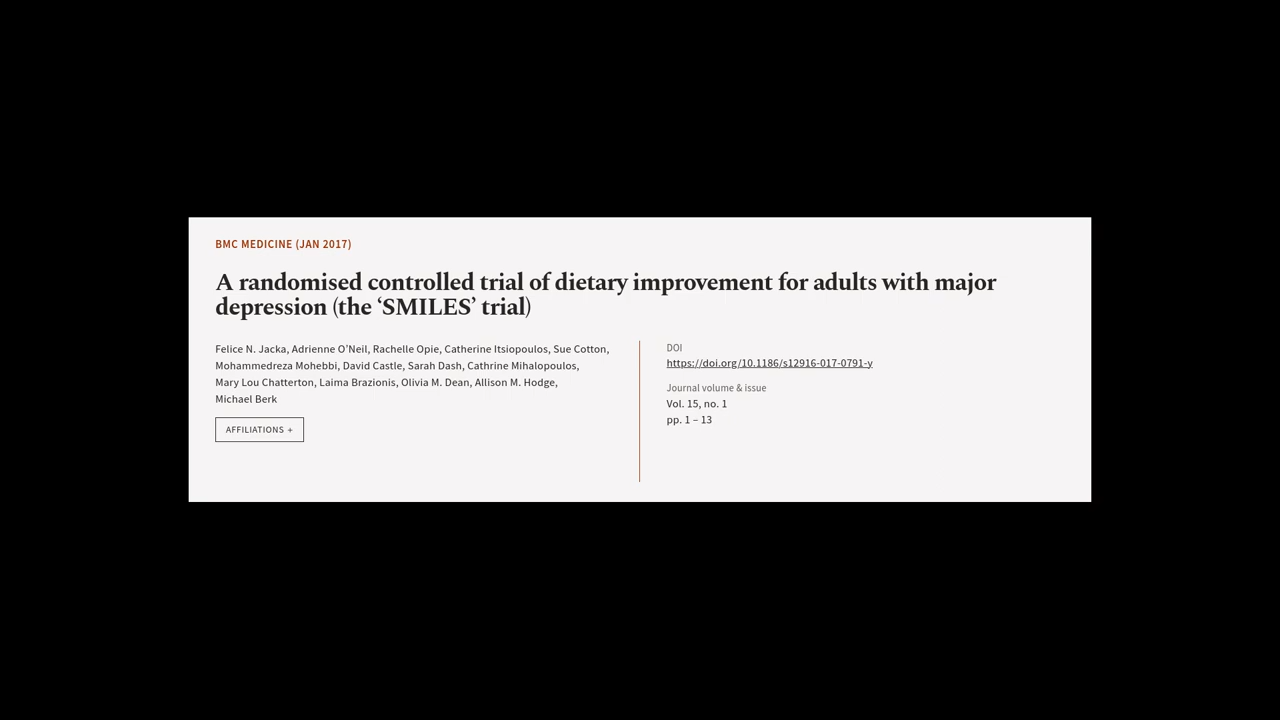 BMC MEDICINE (JAN 2017)
A randomised controlled trial of dietary improvement for adults with major
depression (the ‘SMILES’ trial)
Felice N. Jacka, Adrienne O’Neil, Rachelle Opie, Catherine Itsiopoulos, Sue Cotton,
Mohammedreza Mohebbi, David Castle, Sarah Dash, Cathrine Mihalopoulos,
Mary Lou Chatterton, Laima Brazionis, Olivia M. Dean, Allison M. Hodge,
Michael Berk
AFFILIATIONS +
DOI
https://doi.org/10.1186/s12916-017-0791-y
Journal volume & issue
Vol. 15, no. 1
pp. 1 – 13